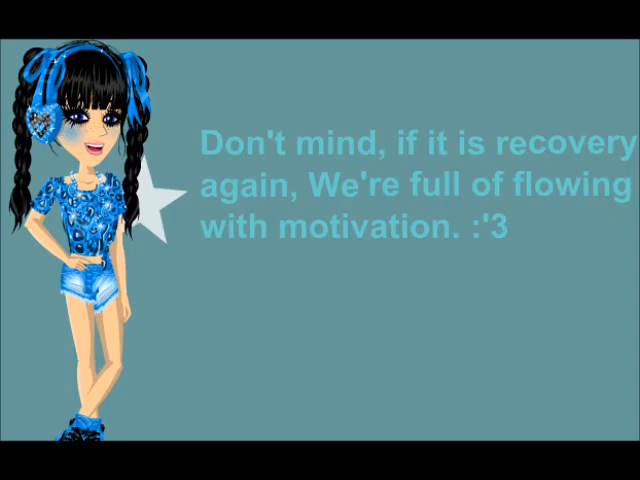 Don't mind, if it is recovery
again, We're full of flowing
with motivation. :'3